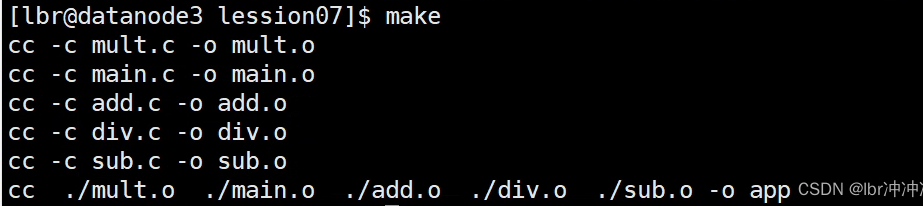 [lbr@datanode3 lession07]$ make
cc -c mult.c -o mult.o
cc -c main.c -o main.o
cc -c add.c -o add.o
cc -c div.c -o div.o
cc -c sub.c -o sub.o
cc  ./mult.o  ./main.o  ./add.o  ./div.o  ./sub.o -o app
CSDN @lbr冲冲